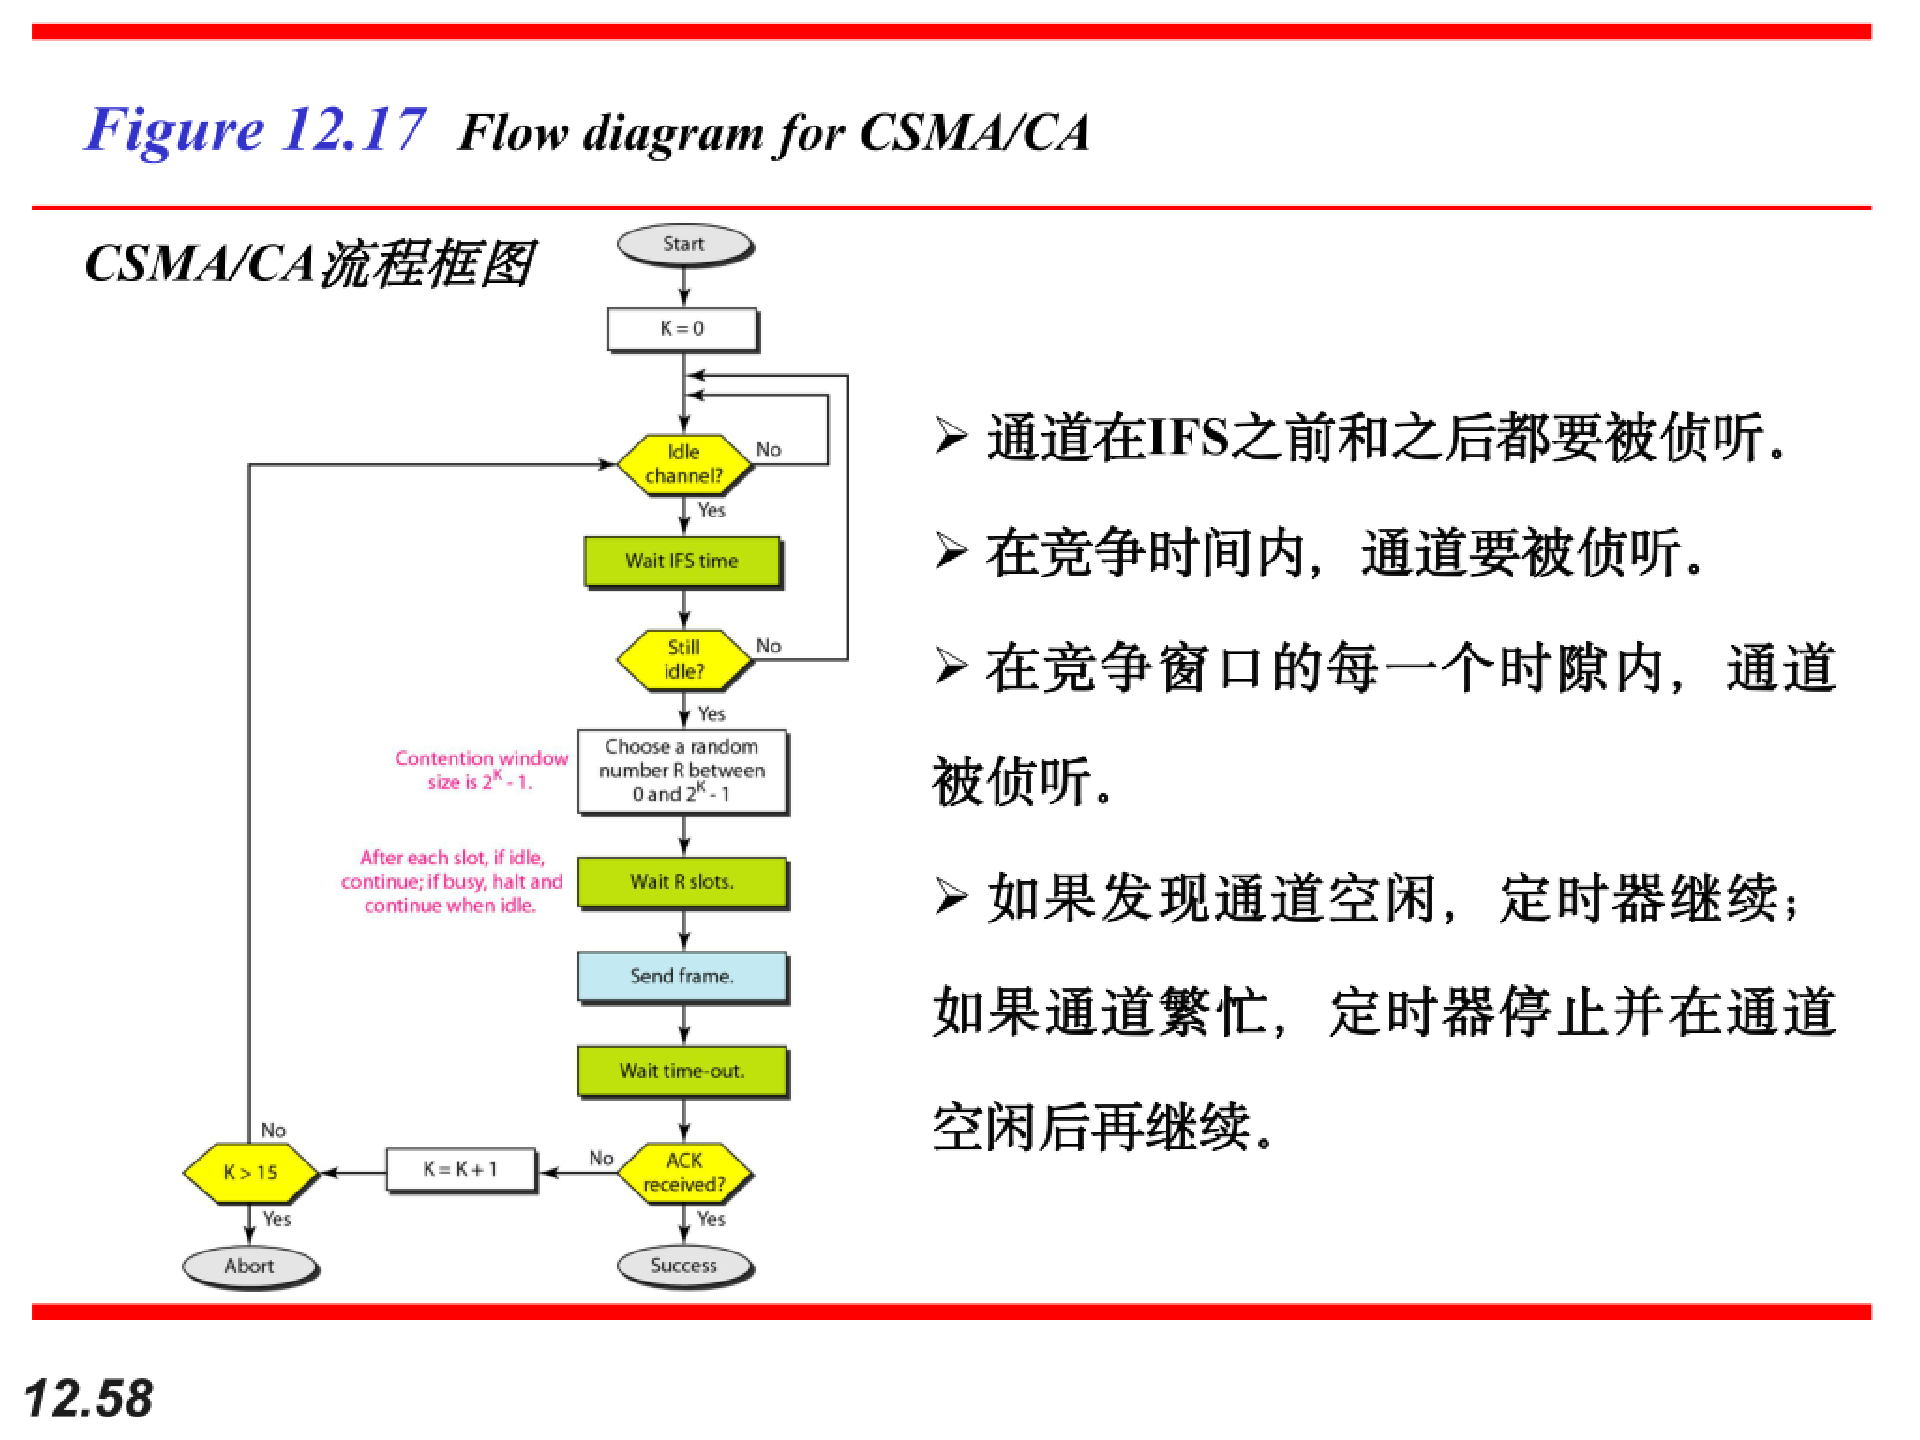 Figure 12.17 Flow diagram for CSMA/CA
CSMA/CA流程框图
Start
K = 0
Idle
channel?
No
Yes
Wait IFS time
Still
idle?
No
Yes
Contention window
size is 2^K - 1.
Choose a random
number R between
0 and 2^K - 1
After each slot, if idle,
continue; if busy, halt and
continue when idle.
Wait R slots.
Send frame.
Wait time-out.
ACK
received?
No
K = K + 1
K > 15
No
Yes
Abort
Yes
Success
➢ 通道在IFS之前和之后都要被侦听。
➢ 在竞争时间内，通道要被侦听。
➢ 在竞争窗口的每一个时隙内，通道
被侦听。
➢ 如果发现通道空闲，定时器继续；
如果通道繁忙，定时器停止并在通道
空闲后再继续。
12.58